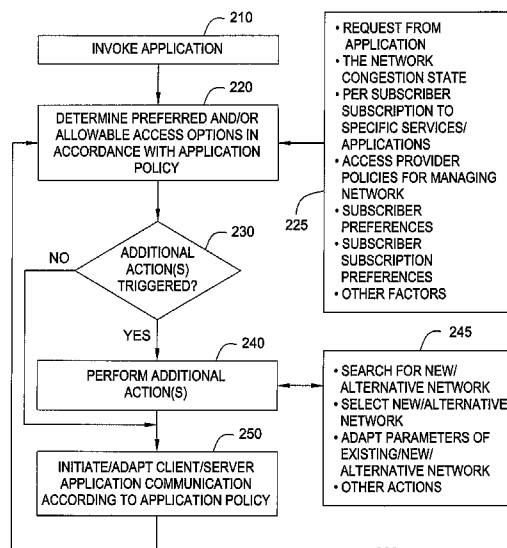 210
INVOKE APPLICATION
220
DETERMINE PREFERRED AND/OR
ALLOWABLE ACCESS OPTIONS IN
ACCORDANCE WITH APPLICATION
POLICY
• REQUEST FROM
APPLICATION
• THE NETWORK
CONGESTION STATE
• PER SUBSCRIBER
SUBSCRIPTION TO
SPECIFIC SERVICES/
APPLICATIONS
• ACCESS PROVIDER
POLICIES FOR MANAGING
NETWORK
• SUBSCRIBER
PREFERENCES
• SUBSCRIBER
SUBSCRIPTION
PREFERENCES
• OTHER FACTORS
225
230
NO
ADDITIONAL
ACTION(S)
TRIGGERED?
YES
240
PERFORM ADDITIONAL
ACTION(S)
245
• SEARCH FOR NEW/
ALTERNATIVE NETWORK
• SELECT NEW/ALTERNATIVE
NETWORK
• ADAPT PARAMETERS OF
EXISTING/NEW/
ALTERNATIVE NETWORK
• OTHER ACTIONS
250
INITIATE/ADAPT CLIENT/SERVER
APPLICATION COMMUNICATION
ACCORDING TO APPLICATION POLICY